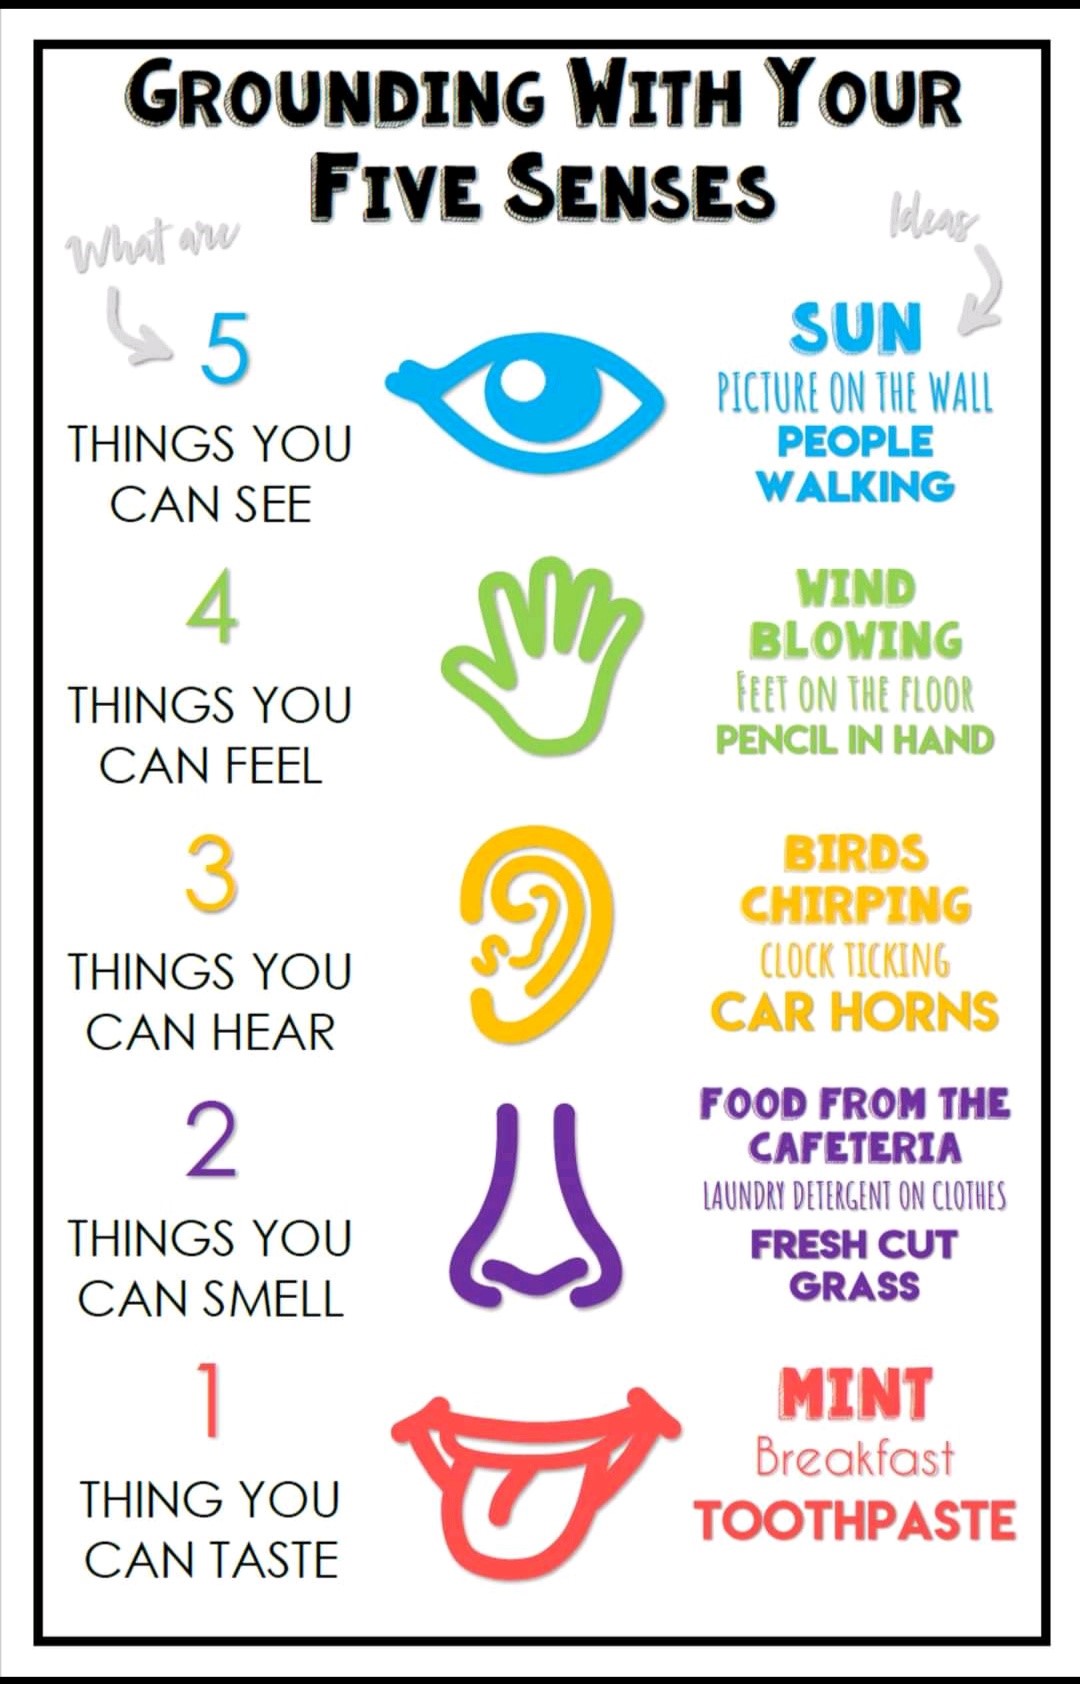 GROUNDING WITH YOUR
FIVE SENSES
What are
Ideas
5
THINGS YOU
CAN SEE
SUN
PICTURE ON THE WALL
PEOPLE
WALKING
4
THINGS YOU
CAN FEEL
WIND
BLOWING
FEET ON THE FLOOR
PENCIL IN HAND
3
THINGS YOU
CAN HEAR
BIRDS
CHIRPING
CLOCK TICKING
CAR HORNS
2
THINGS YOU
CAN SMELL
FOOD FROM THE
CAFETERIA
LAUNDRY DETERGENT ON CLOTHES
FRESH CUT
GRASS
1
THING YOU
CAN TASTE
MINT
Breakfast
TOOTHPASTE